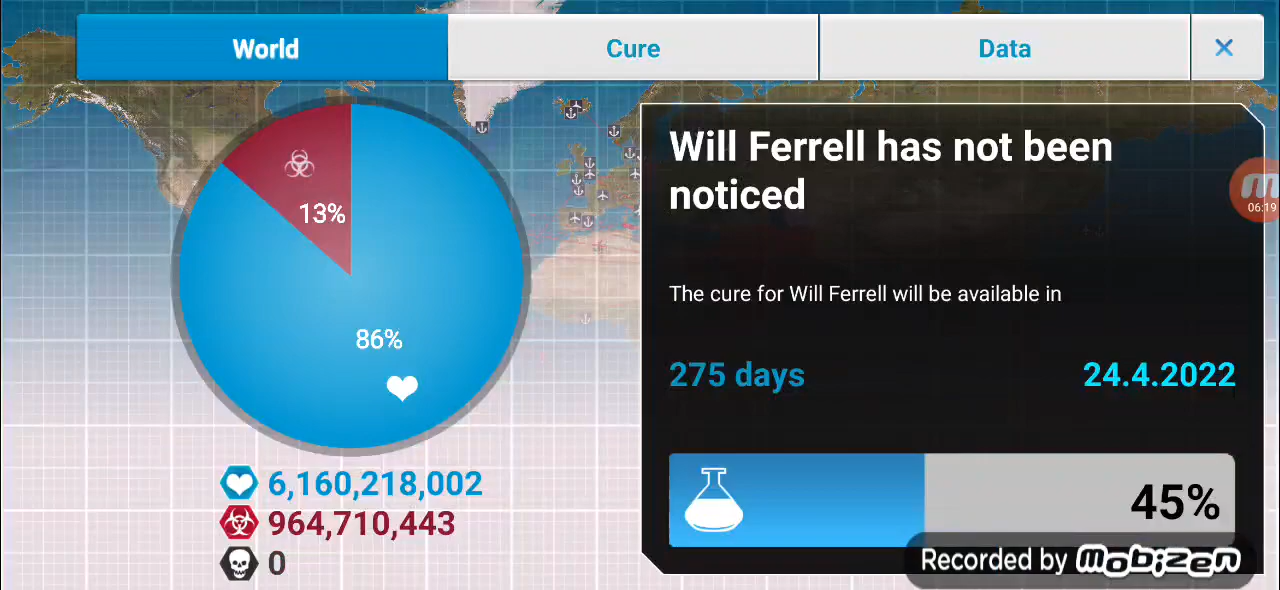 World
Cure
Data
13%
86%
6,160,218,002
964,710,443
0
Will Ferrell has not been
noticed
The cure for Will Ferrell will be available in
275 days
24.4.2022
45%
06:19
Recorded by mobizen